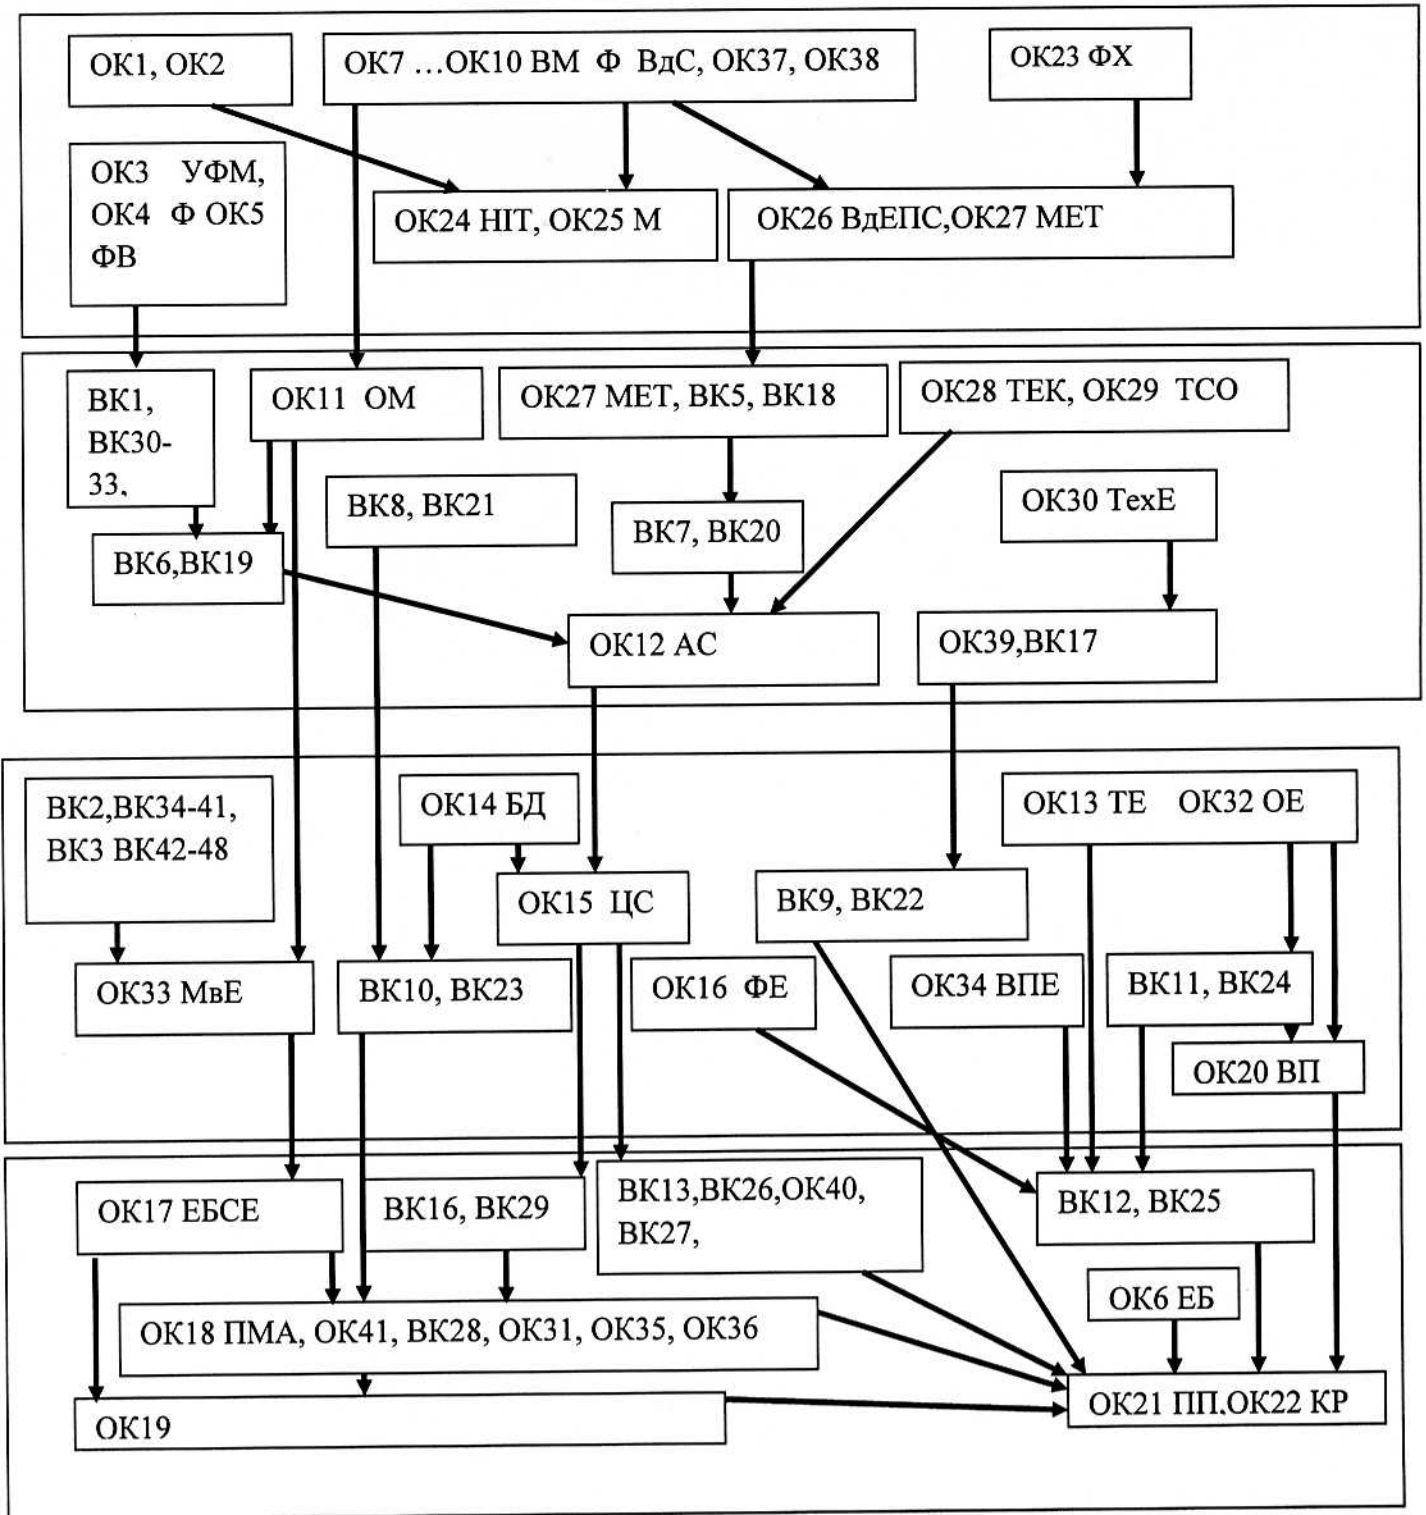 ОК1, ОК2
ОК7 ...ОК10 ВМ Ф ВдС, ОК37, ОК38
ОК23 ФХ
ОК3 УФМ,
ОК4 Ф ОК5
ФВ
ОК24 НІТ, ОК25 М
ОК26 ВдЕПС,ОК27 МЕТ
ВК1,
ВК30-
33,
ОК11 ОМ
ОК27 МЕТ, ВК5, ВК18
ОК28 ТЕК, ОК29 ТСО
ВК8, ВК21
ВК7, ВК20
ОК30 ТехЕ
ВК6,ВК19
ОК12 АС
ОК39,ВК17
ВК2,ВК34-41,
ВК3 ВК42-48
ОК14 БД
ОК13 ТЕ ОК32 ОЕ
ОК15 ЦС
ВК9, ВК22
ОК33 МвЕ
ВК10, ВК23
ОК16 ФЕ
ОК34 ВПЕ
ВК11, ВК24
ОК20 ВП
ОК17 ЕБСЕ
ВК16, ВК29
ВК13,ВК26,ОК40,
ВК27,
ВК12, ВК25
ОК6 ЕБ
ОК18 ПМА, ОК41, ВК28, ОК31, ОК35, ОК36
ОК21 ПП,ОК22 КР
ОК19